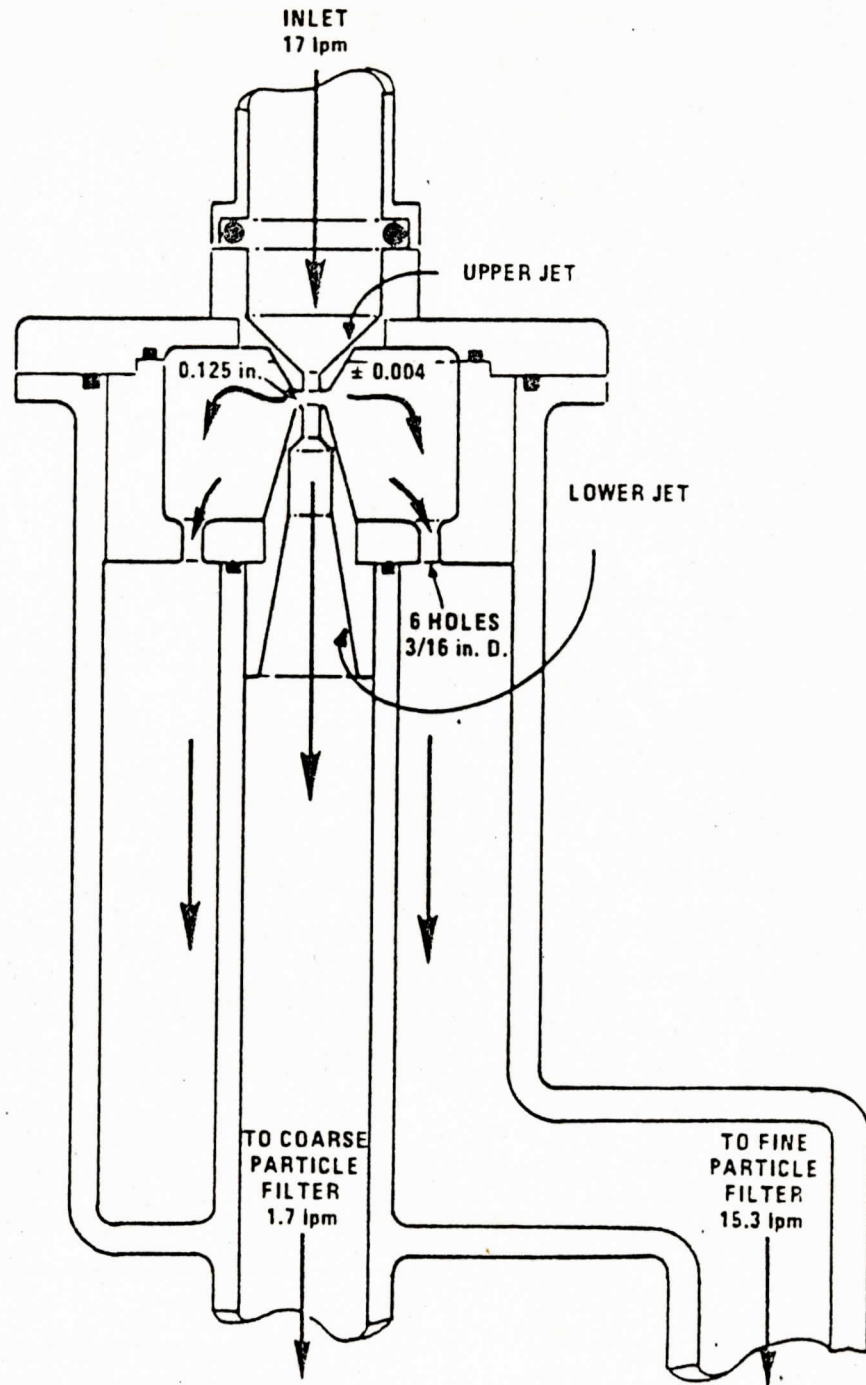 INLET
17 lpm
UPPER JET
0.125 in. ± 0.004
LOWER JET
6 HOLES
3/16 in. D.
TO COARSE
PARTICLE
FILTER
1.7 lpm
TO FINE
PARTICLE
FILTER
15.3 lpm